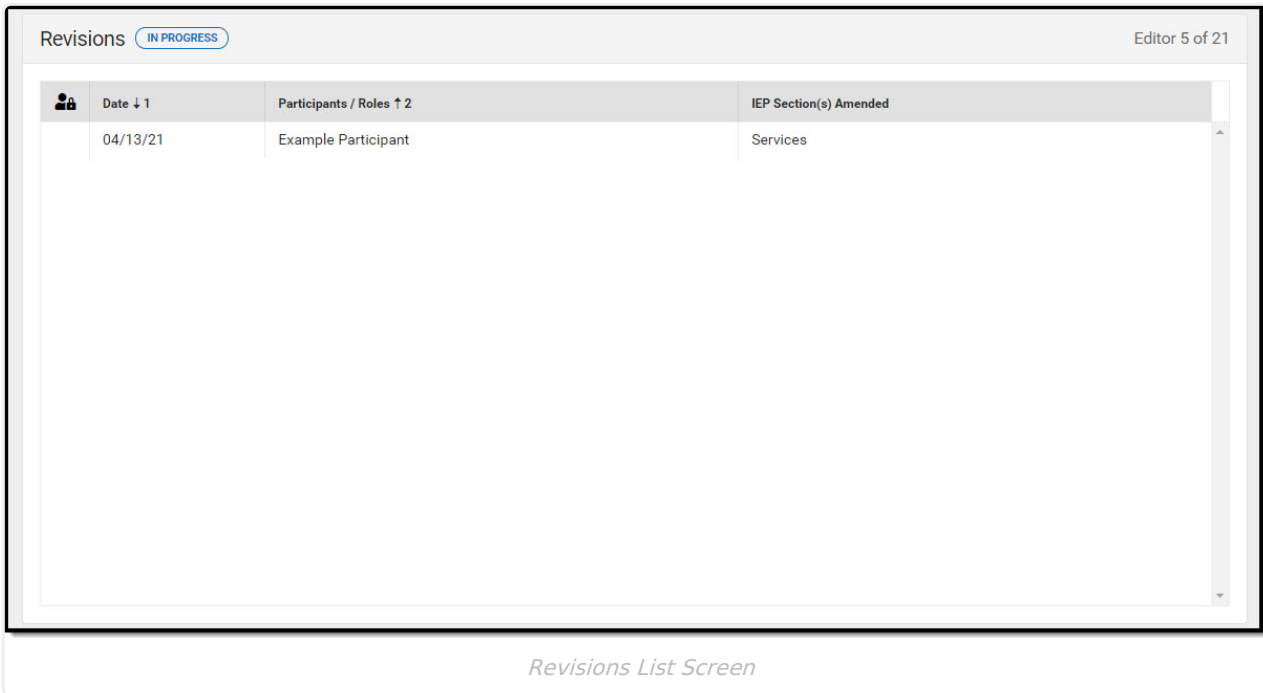 Revisions IN PROGRESS Editor 5 of 21
Date ↓ 1 Participants / Roles ↑ 2 IEP Section(s) Amended
04/13/21 Example Participant Services
Revisions List Screen